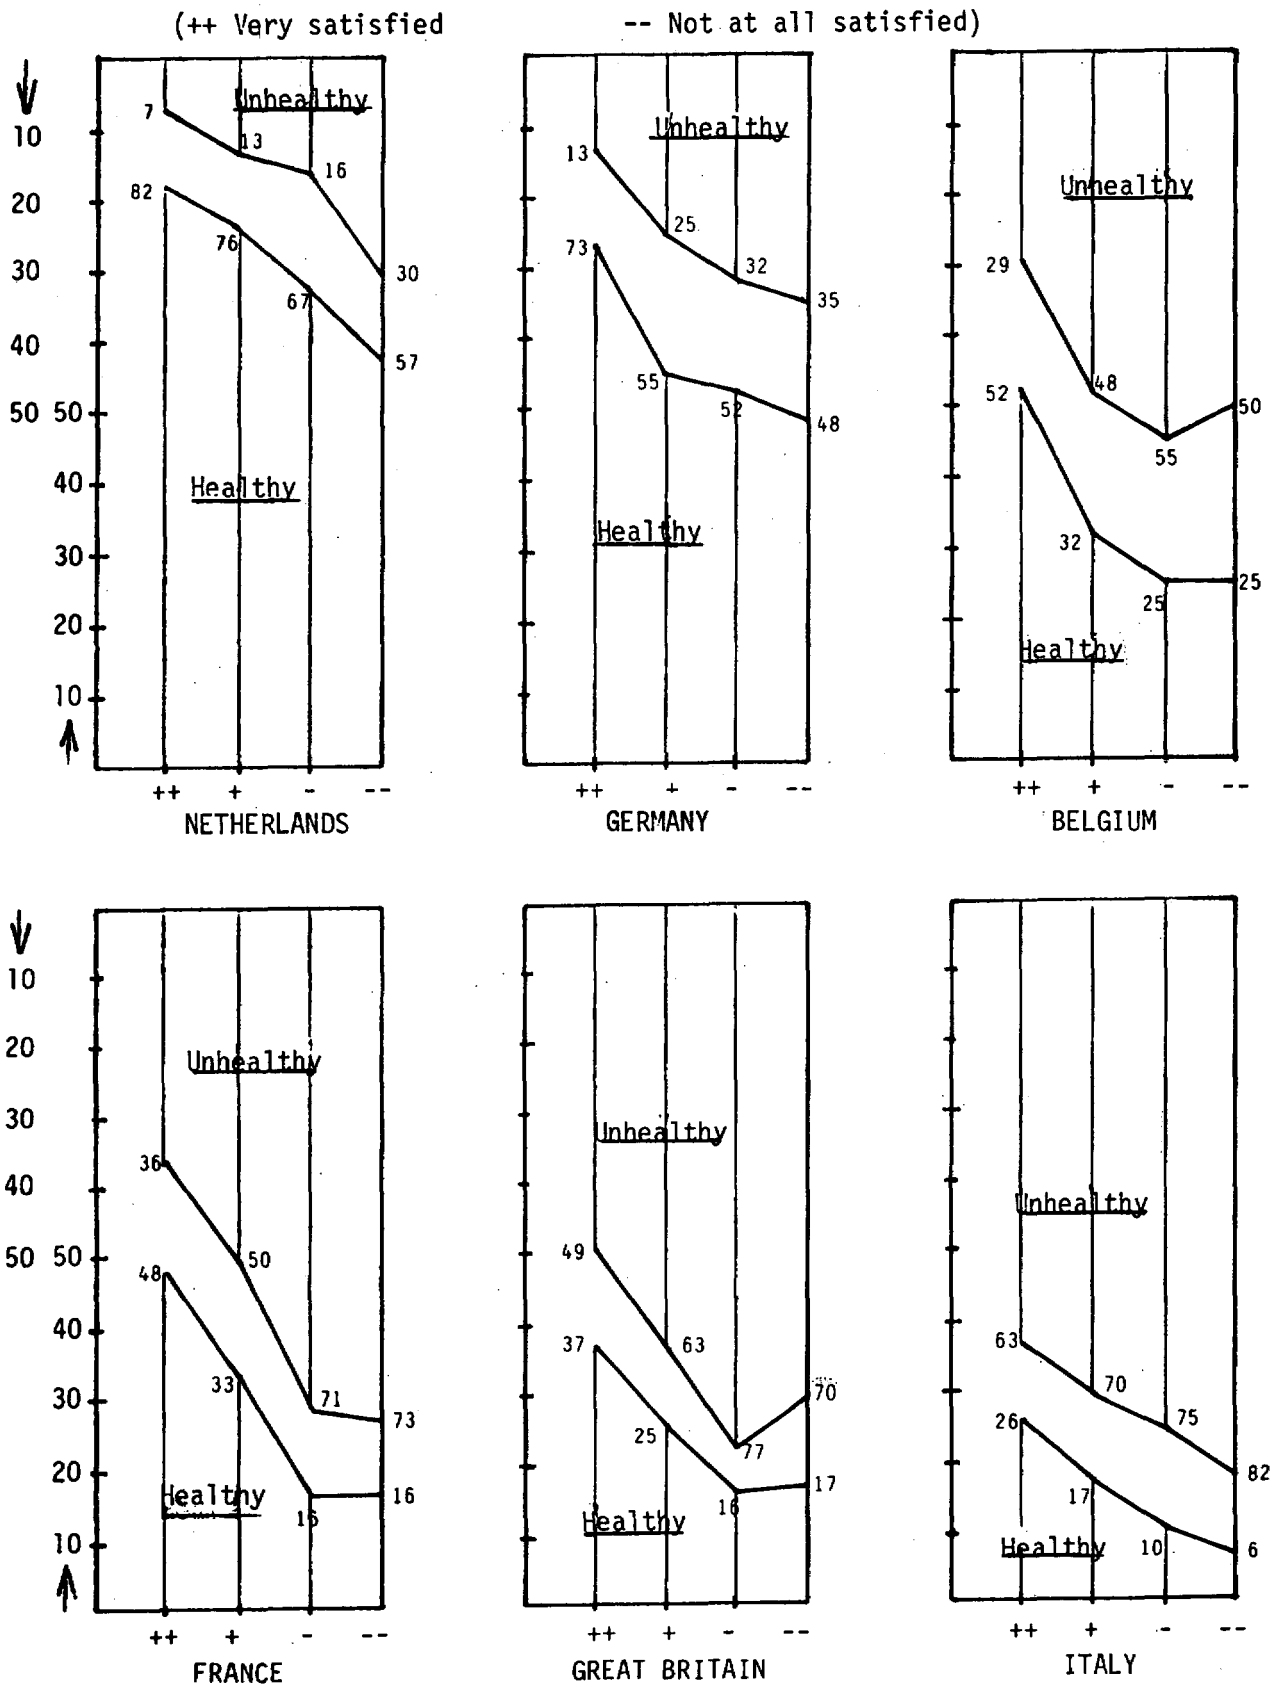 (++ Very satisfied -- Not at all satisfied)
Unhealthy Unhealthy Unhealthy
Healthy Healthy Healthy
10
20
30
40
50 50
40
30
20
10
7 13 16 30
82 76 67 57
13 25 32 35
73 55 52 48
29 48 55 50
52 32 25 25
++ + - -- ++ + - -- ++ + - --
NETHERLANDS GERMANY BELGIUM
Unhealthy Unhealthy Unhealthy
Healthy Healthy Healthy
10
20
30
40
50 50
40
30
20
10
36 50 71 73
48 33 16 16
49 63 77 70
37 25 16 17
63 70 75 82
26 17 10 6
++ + - -- ++ + - -- ++ + - --
FRANCE GREAT BRITAIN ITALY